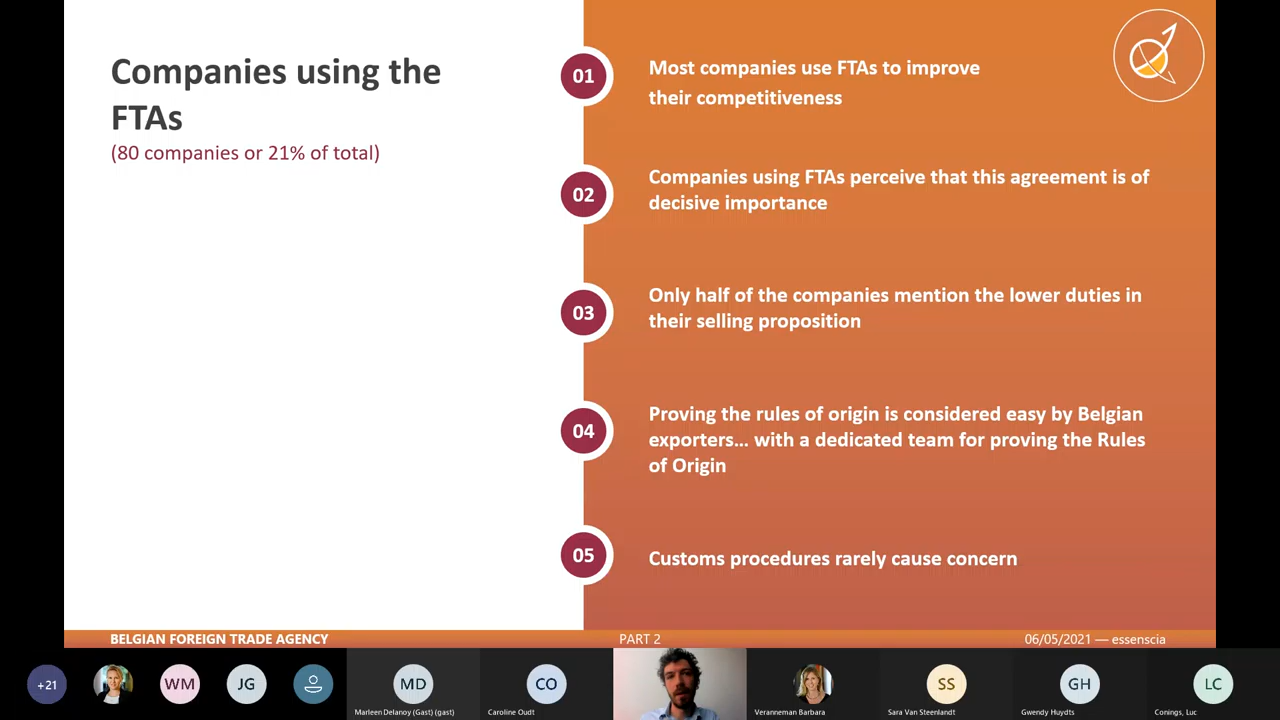 Companies using the
FTAs
(80 companies or 21% of total)
01
Most companies use FTAs to improve
their competitiveness
02
Companies using FTAs perceive that this agreement is of
decisive importance
03
Only half of the companies mention the lower duties in
their selling proposition
04
Proving the rules of origin is considered easy by Belgian
exporters... with a dedicated team for proving the Rules
of Origin
05
Customs procedures rarely cause concern
BELGIAN FOREIGN TRADE AGENCY
PART 2
06/05/2021 — essenscia
+21
WM
JG
MD
Marleen Delanoy (Gast) (gast)
CO
Caroline Oudt
Veranneman Barbara
SS
Sara Van Steenlandt
GH
Gwendy Huydts
LC
Conings, Luc